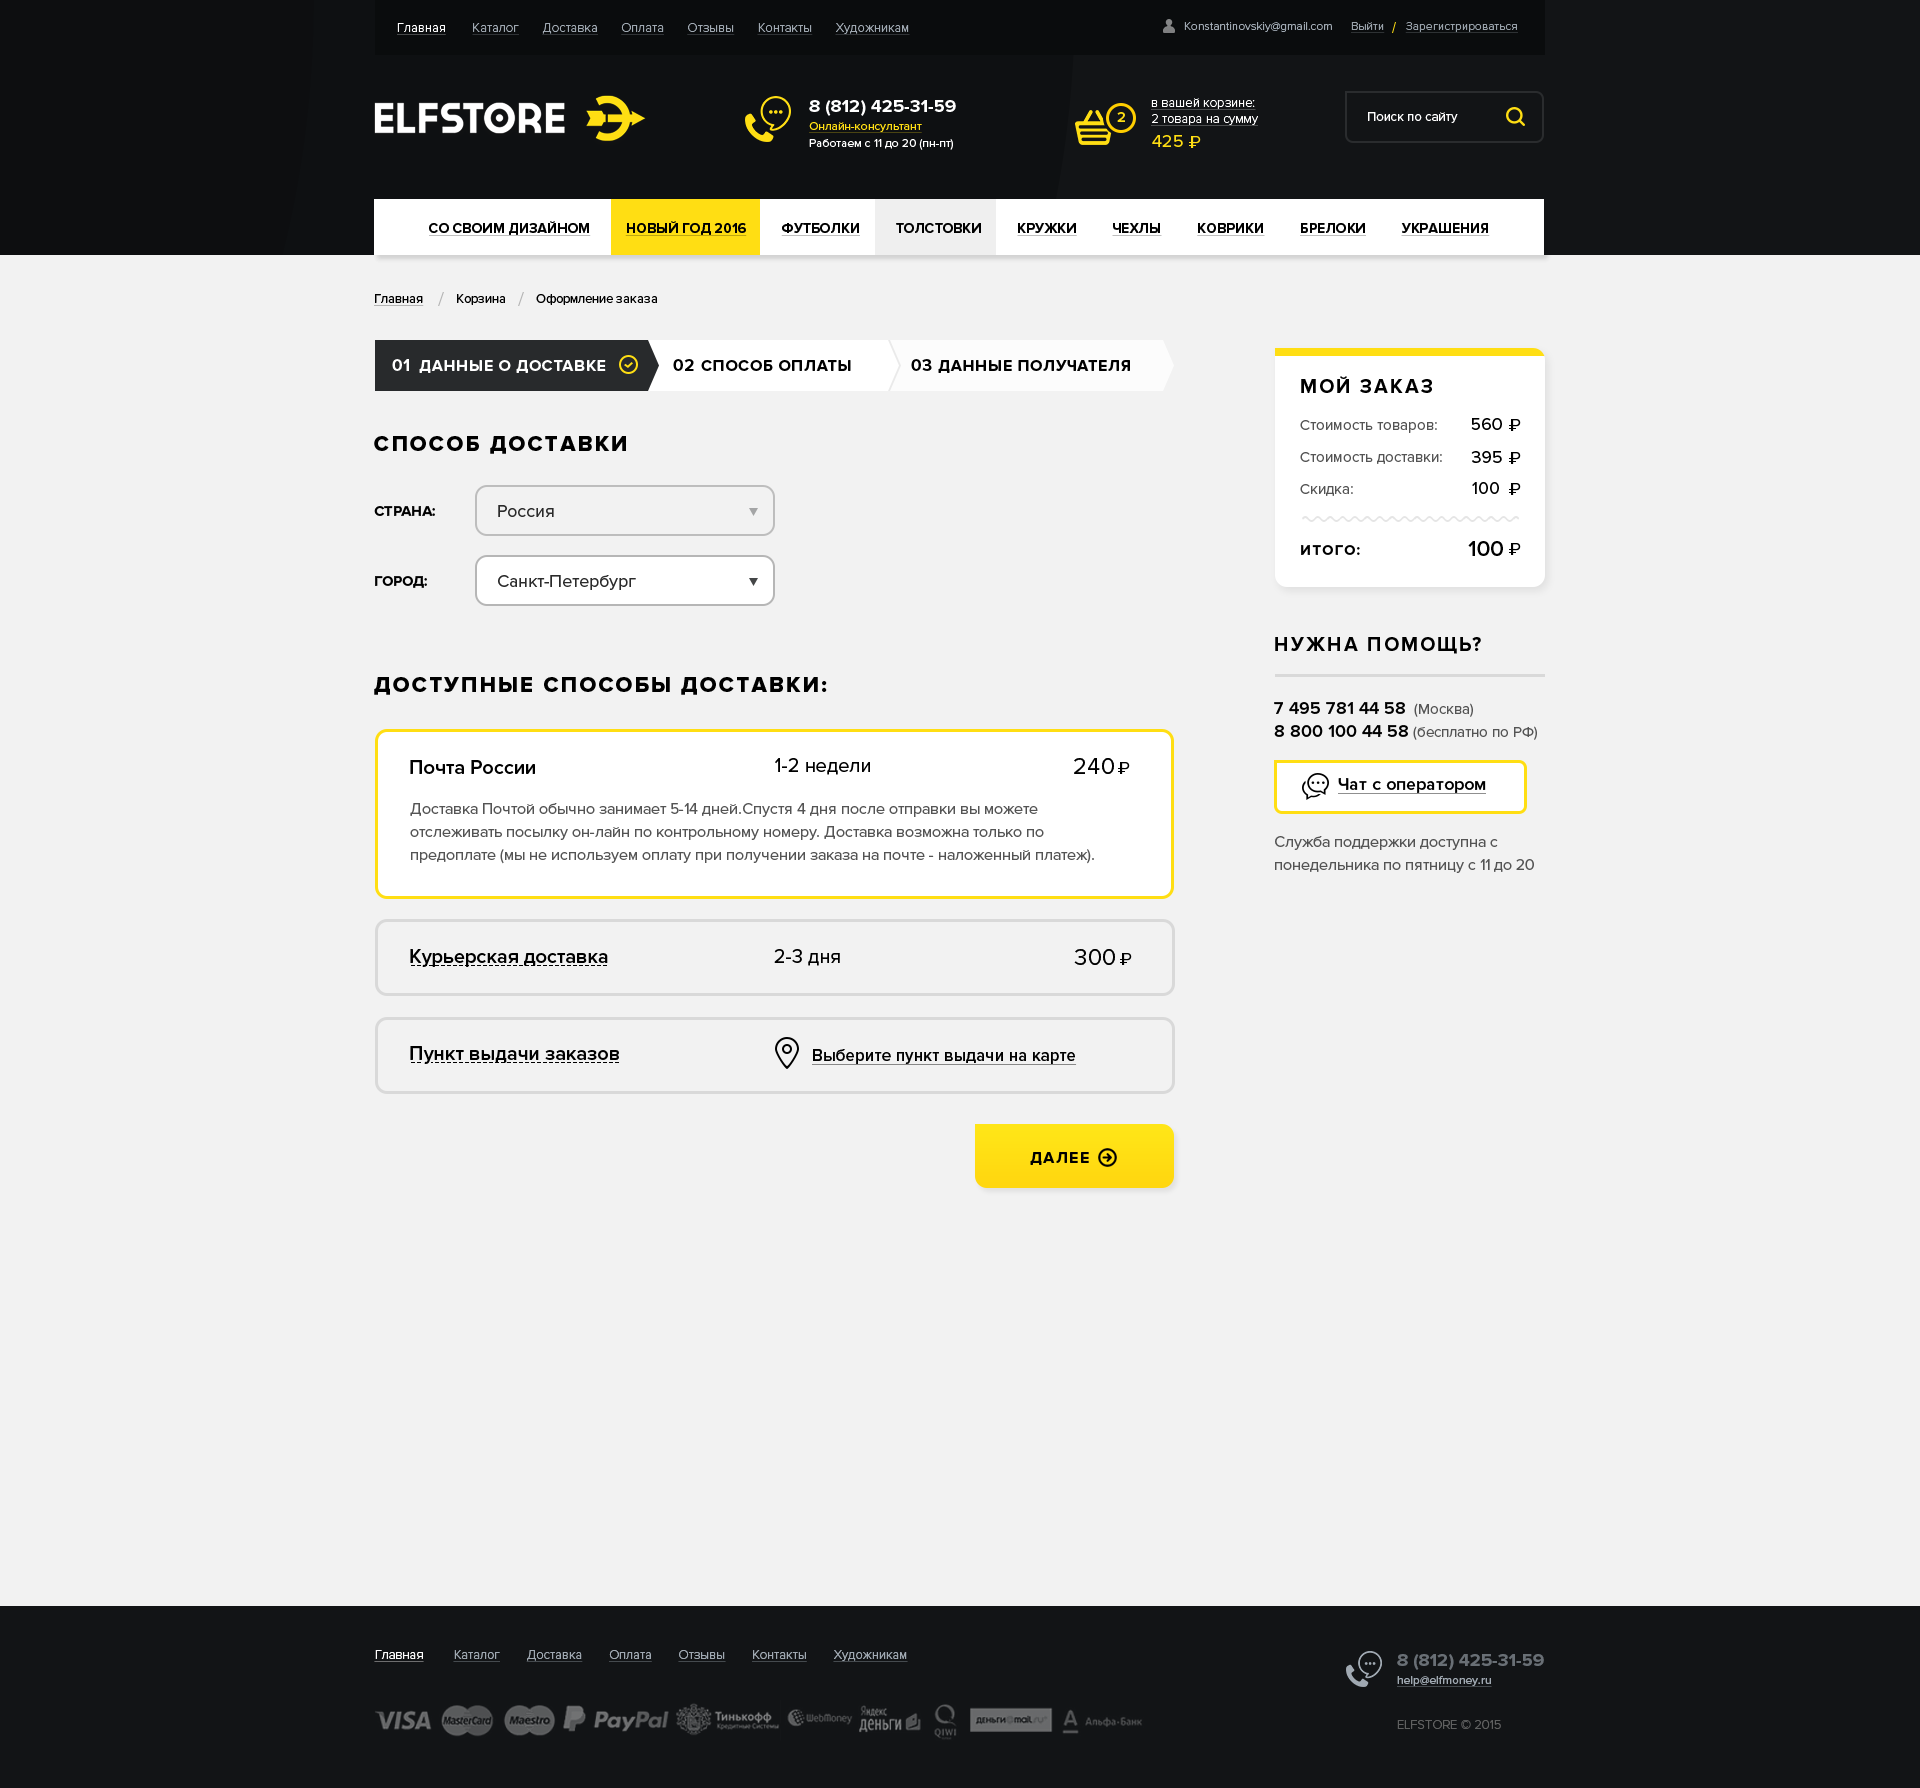 Главная Каталог Доставка Оплата Отзывы Контакты Художникам Konstantinovskiy@gmail.com Выйти / Зарегистрироваться
ELFSTORE
8 (812) 425-31-59
Онлайн-консультант
Работаем с 11 до 20 (пн-пт)
2
в вашей корзине:
2 товара на сумму
425 ₽
Поиск по сайту
СО СВОИМ ДИЗАЙНОМ НОВЫЙ ГОД 2016 ФУТБОЛКИ ТОЛСТОВКИ КРУЖКИ ЧЕХЛЫ КОВРИКИ БРЕЛОКИ УКРАШЕНИЯ
Главная / Корзина / Оформление заказа
01 ДАННЫЕ О ДОСТАВКЕ 02 СПОСОБ ОПЛАТЫ 03 ДАННЫЕ ПОЛУЧАТЕЛЯ
СПОСОБ ДОСТАВКИ
СТРАНА: Россия
ГОРОД: Санкт-Петербург
ДОСТУПНЫЕ СПОСОБЫ ДОСТАВКИ:
Почта России 1-2 недели 240 ₽
Доставка Почтой обычно занимает 5-14 дней.Спустя 4 дня после отправки вы можете
отслеживать посылку он-лайн по контрольному номеру. Доставка возможна только по
предоплате (мы не используем оплату при получении заказа на почте - наложенный платеж).
Курьерская доставка 2-3 дня 300 ₽
Пункт выдачи заказов Выберите пункт выдачи на карте
ДАЛЕЕ
МОЙ ЗАКАЗ
Стоимость товаров: 560 ₽
Стоимость доставки: 395 ₽
Скидка: 100 ₽
ИТОГО: 100 ₽
НУЖНА ПОМОЩЬ?
7 495 781 44 58 (Москва)
8 800 100 44 58 (бесплатно по РФ)
Чат с оператором
Служба поддержки доступна с
понедельника по пятницу с 11 до 20
Главная Каталог Доставка Оплата Отзывы Контакты Художникам
8 (812) 425-31-59
help@elfmoney.ru
VISA MasterCard Maestro PayPal Тинькофф Кредитные Системы WebMoney Яндекс деньги QIWI деньги@mail.ru Альфа·Банк
ELFSTORE © 2015